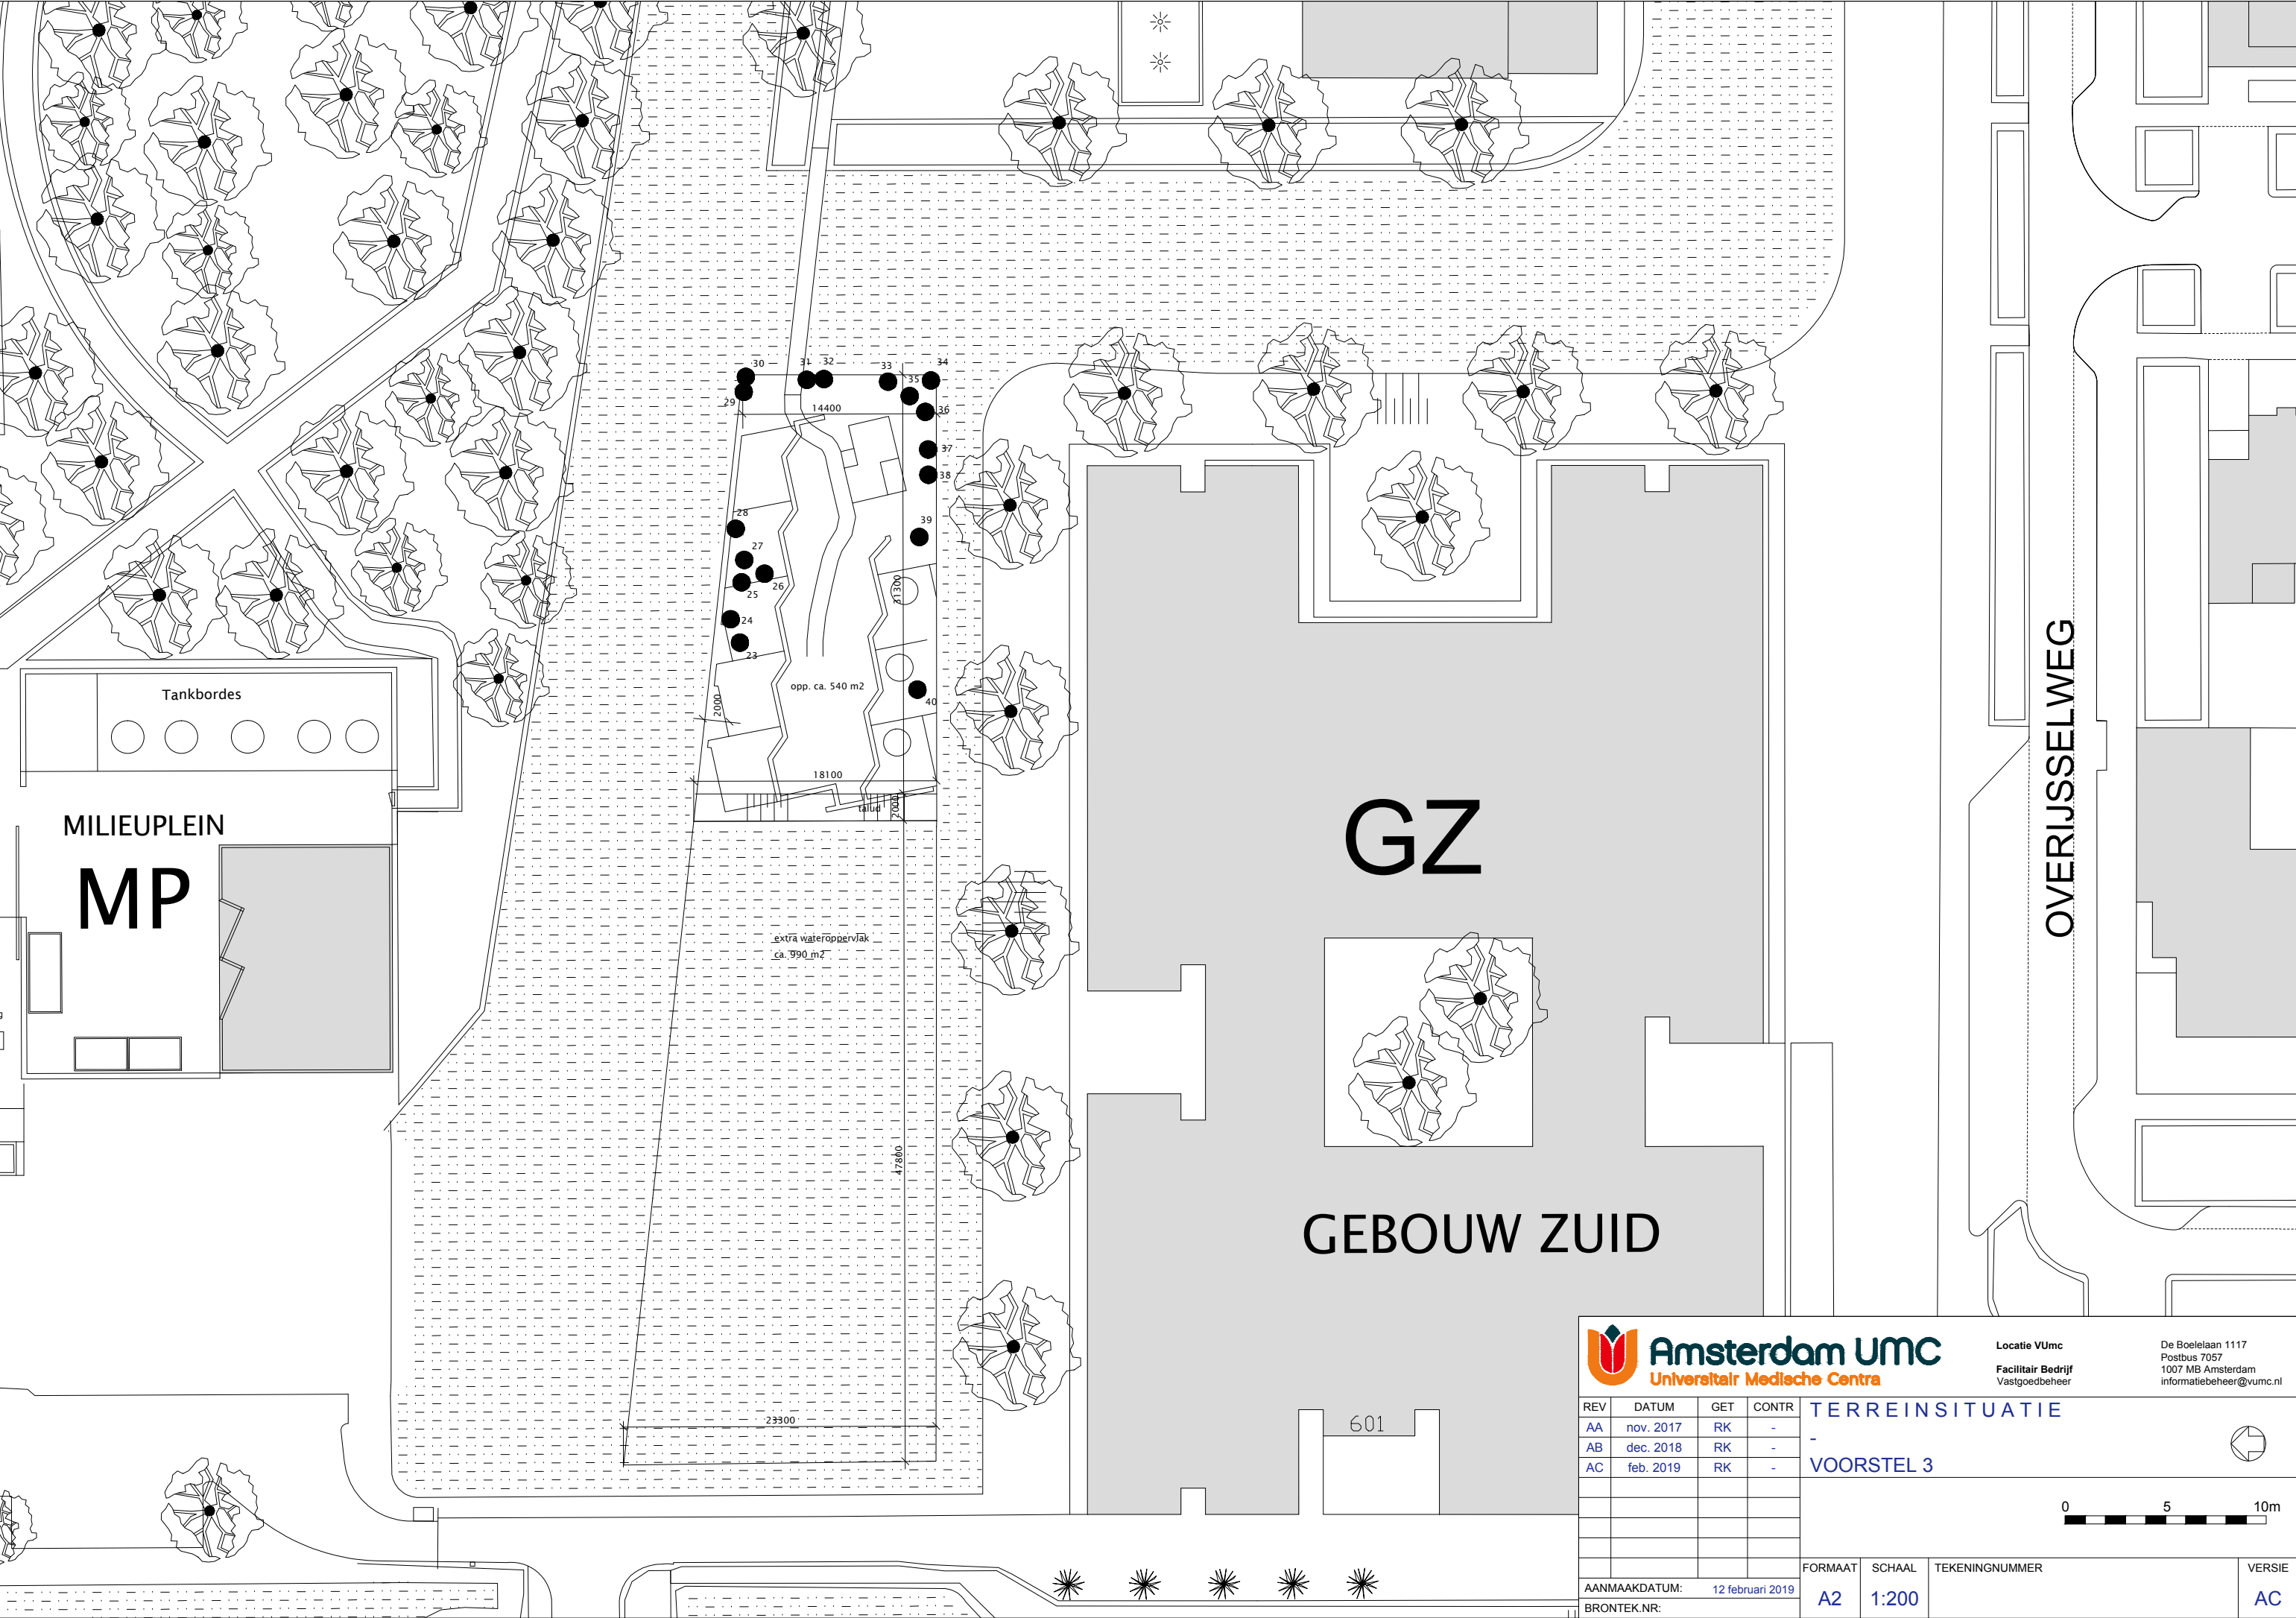 30
31
32
33
34
35
29
14400
36
37
38
28
39
27
26
25
31300
24
23
opp. ca. 540 m2
40
2000
Tankbordes
18100
talud
2000
MILIEUPLEIN
MP
GZ
OVERIJSSELWEG
extra wateroppervlak
ca. 990 m2
47800
GEBOUW ZUID
23300
601
Amsterdam UMC
Universitair Medische Centra
Locatie VUmc
Facilitair Bedrijf
Vastgoedbeheer
De Boelelaan 1117
Postbus 7057
1007 MB Amsterdam
informatiebeheer@vumc.nl
REV DATUM GET CONTR
AA nov. 2017 RK -
AB dec. 2018 RK -
AC feb. 2019 RK -
TERREINSITUATIE
-
VOORSTEL 3
0 5 10m
FORMAAT SCHAAL TEKENINGNUMMER VERSIE
A2 1:200 AC
AANMAAKDATUM: 12 februari 2019
BRONTEK.NR: